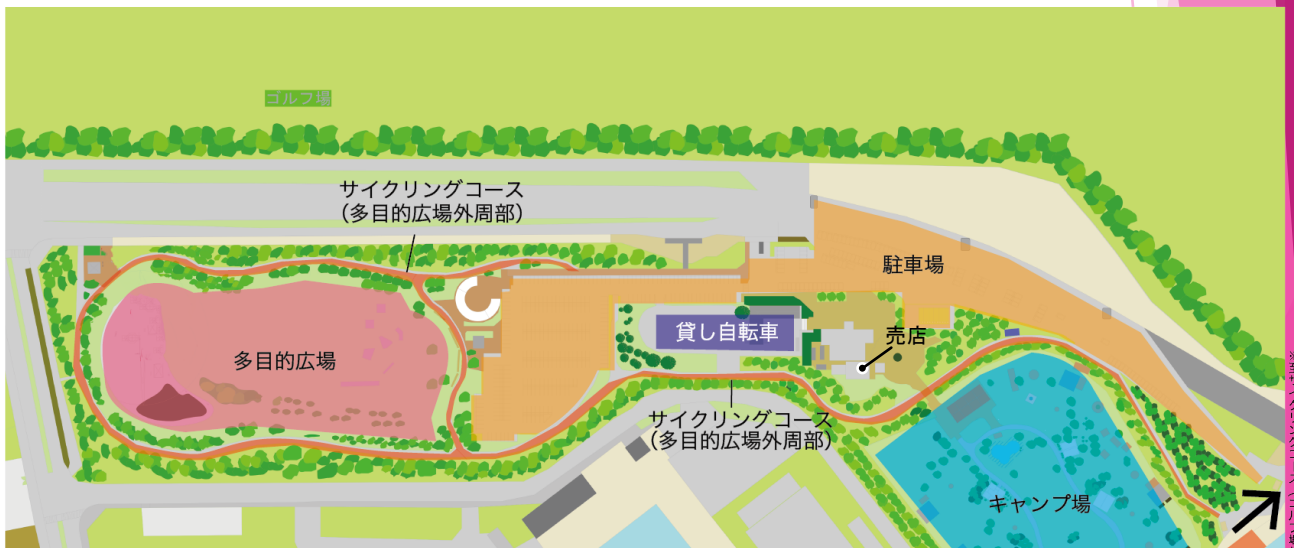 ゴルフ場
サイクリングコース
(多目的広場外周部)
駐車場
貸し自転車
売店
多目的広場
サイクリングコース
(多目的広場外周部)
キャンプ場